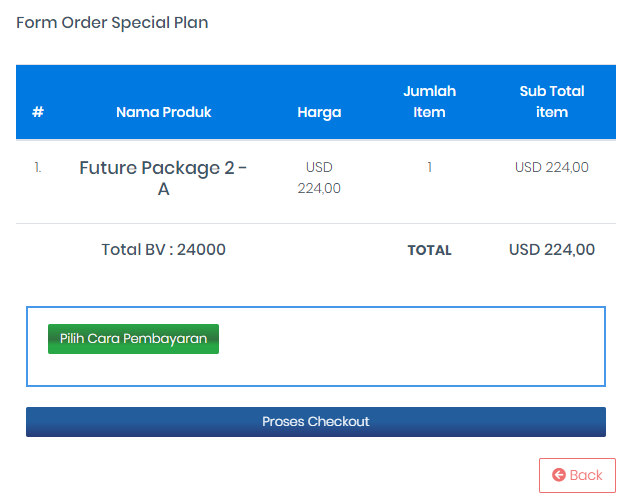 Form Order Special Plan
# Nama Produk Harga Jumlah Item Sub Total item
1. Future Package 2 - A USD 224,00 1 USD 224,00
Total BV : 24000 TOTAL USD 224,00
Pilih Cara Pembayaran
Proses Checkout
Back